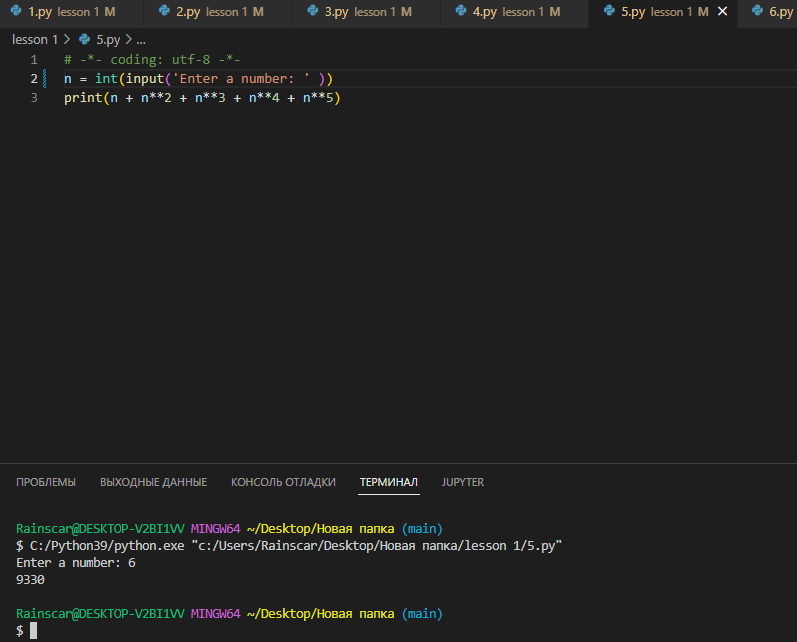 1.py lesson 1 M 2.py lesson 1 M 3.py lesson 1 M 4.py lesson 1 M 5.py lesson 1 M × 6.py
lesson 1 > 5.py > ...
1 # -*- coding: utf-8 -*-
2 n = int(input('Enter a number: ' ))
3 print(n + n**2 + n**3 + n**4 + n**5)
ПРОБЛЕМЫ ВЫХОДНЫЕ ДАННЫЕ КОНСОЛЬ ОТЛАДКИ ТЕРМИНАЛ JUPYTER
Rainscar@DESKTOP-V2BI1VV MINGW64 ~/Desktop/Новая папка (main)
$ C:/Python39/python.exe "c:/Users/Rainscar/Desktop/Новая папка/lesson 1/5.py"
Enter a number: 6
9330
Rainscar@DESKTOP-V2BI1VV MINGW64 ~/Desktop/Новая папка (main)
$